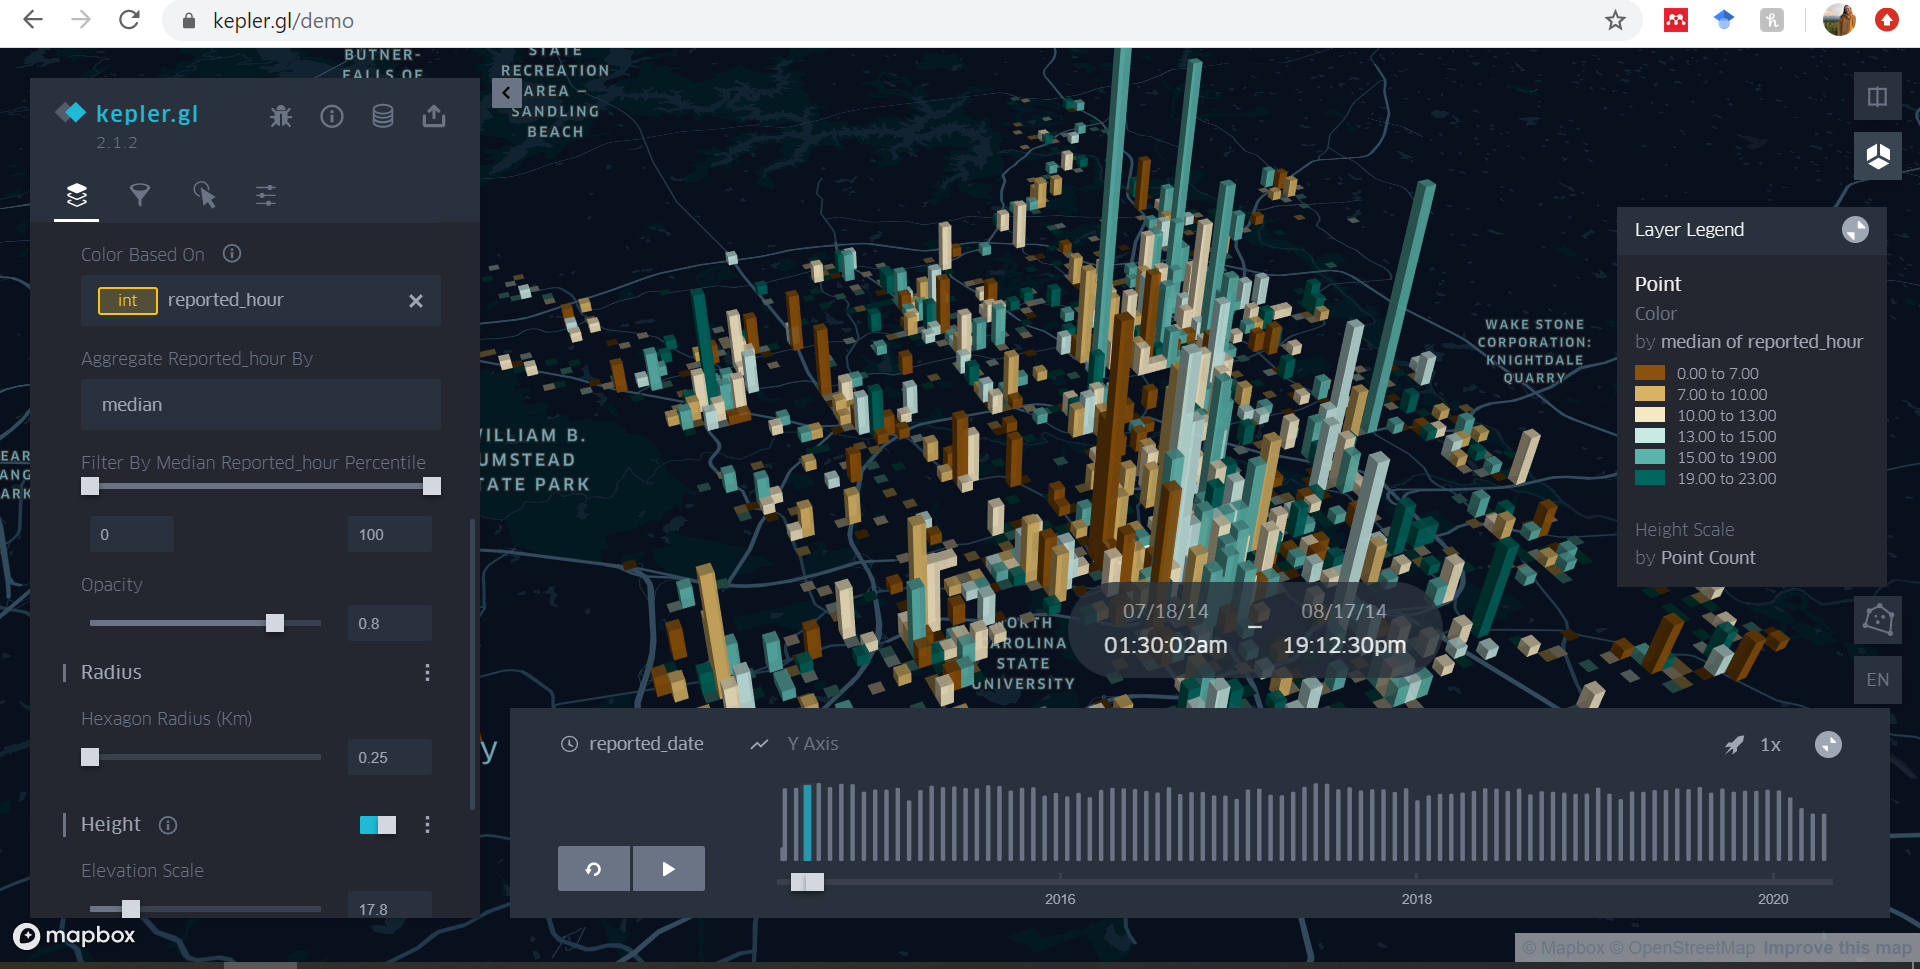 kepler.gl/demo
BUTNER-
FALLS OF
STATE
RECREATION
AREA –
SANDLING
BEACH
kepler.gl
2.1.2
Color Based On
int reported_hour
Aggregate Reported_hour By
median
Filter By Median Reported_hour Percentile
0 100
Opacity
0.8
Radius
Hexagon Radius (Km)
0.25
Height
Elevation Scale
17.8
mapbox
WILLIAM B.
UMSTEAD
STATE PARK
WAKE STONE
CORPORATION:
KNIGHTDALE
QUARRY
NORTH
CAROLINA
STATE
UNIVERSITY
Layer Legend
Point
Color
by median of reported_hour
0.00 to 7.00
7.00 to 10.00
10.00 to 13.00
13.00 to 15.00
15.00 to 19.00
19.00 to 23.00
Height Scale
by Point Count
EN
07/18/14 – 08/17/14
01:30:02am 19:12:30pm
reported_date Y Axis 1x
2016 2018 2020
© Mapbox © OpenStreetMap Improve this map